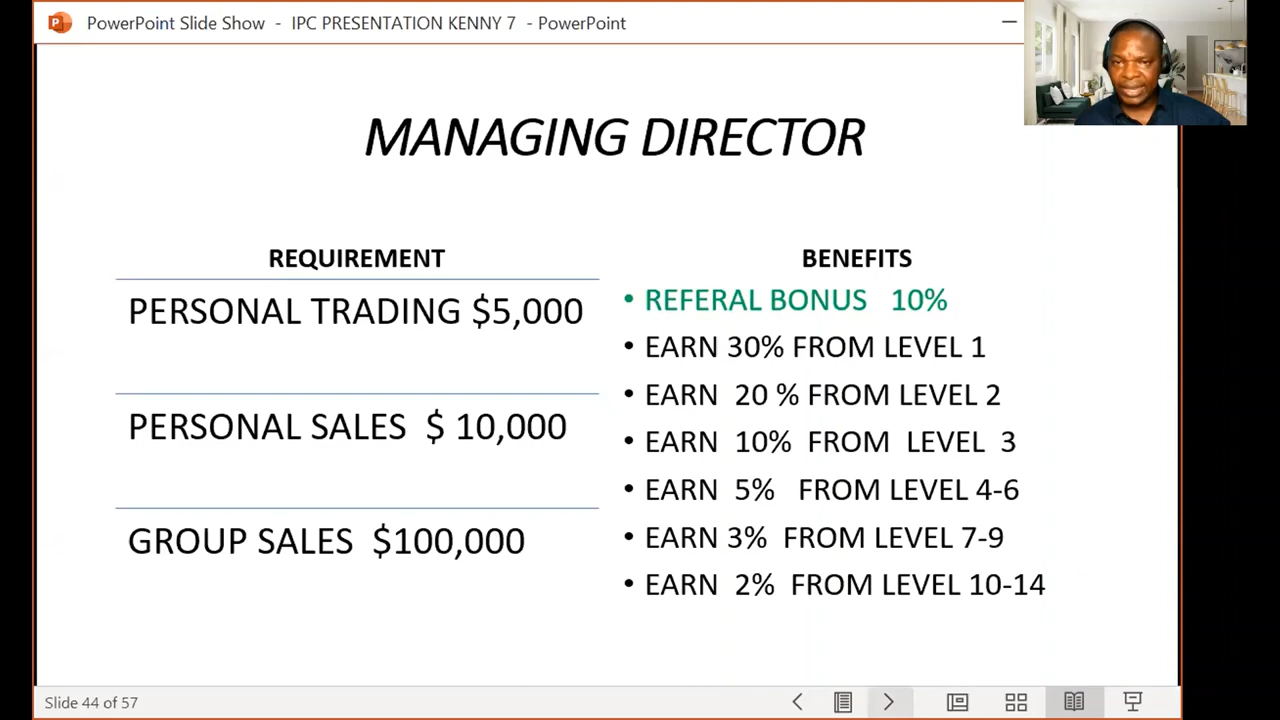 PowerPoint Slide Show - IPC PRESENTATION KENNY 7 - PowerPoint
MANAGING DIRECTOR
REQUIREMENT
PERSONAL TRADING $5,000
PERSONAL SALES $ 10,000
GROUP SALES $100,000
BENEFITS
• REFERAL BONUS 10%
• EARN 30% FROM LEVEL 1
• EARN 20 % FROM LEVEL 2
• EARN 10% FROM LEVEL 3
• EARN 5% FROM LEVEL 4-6
• EARN 3% FROM LEVEL 7-9
• EARN 2% FROM LEVEL 10-14
Slide 44 of 57